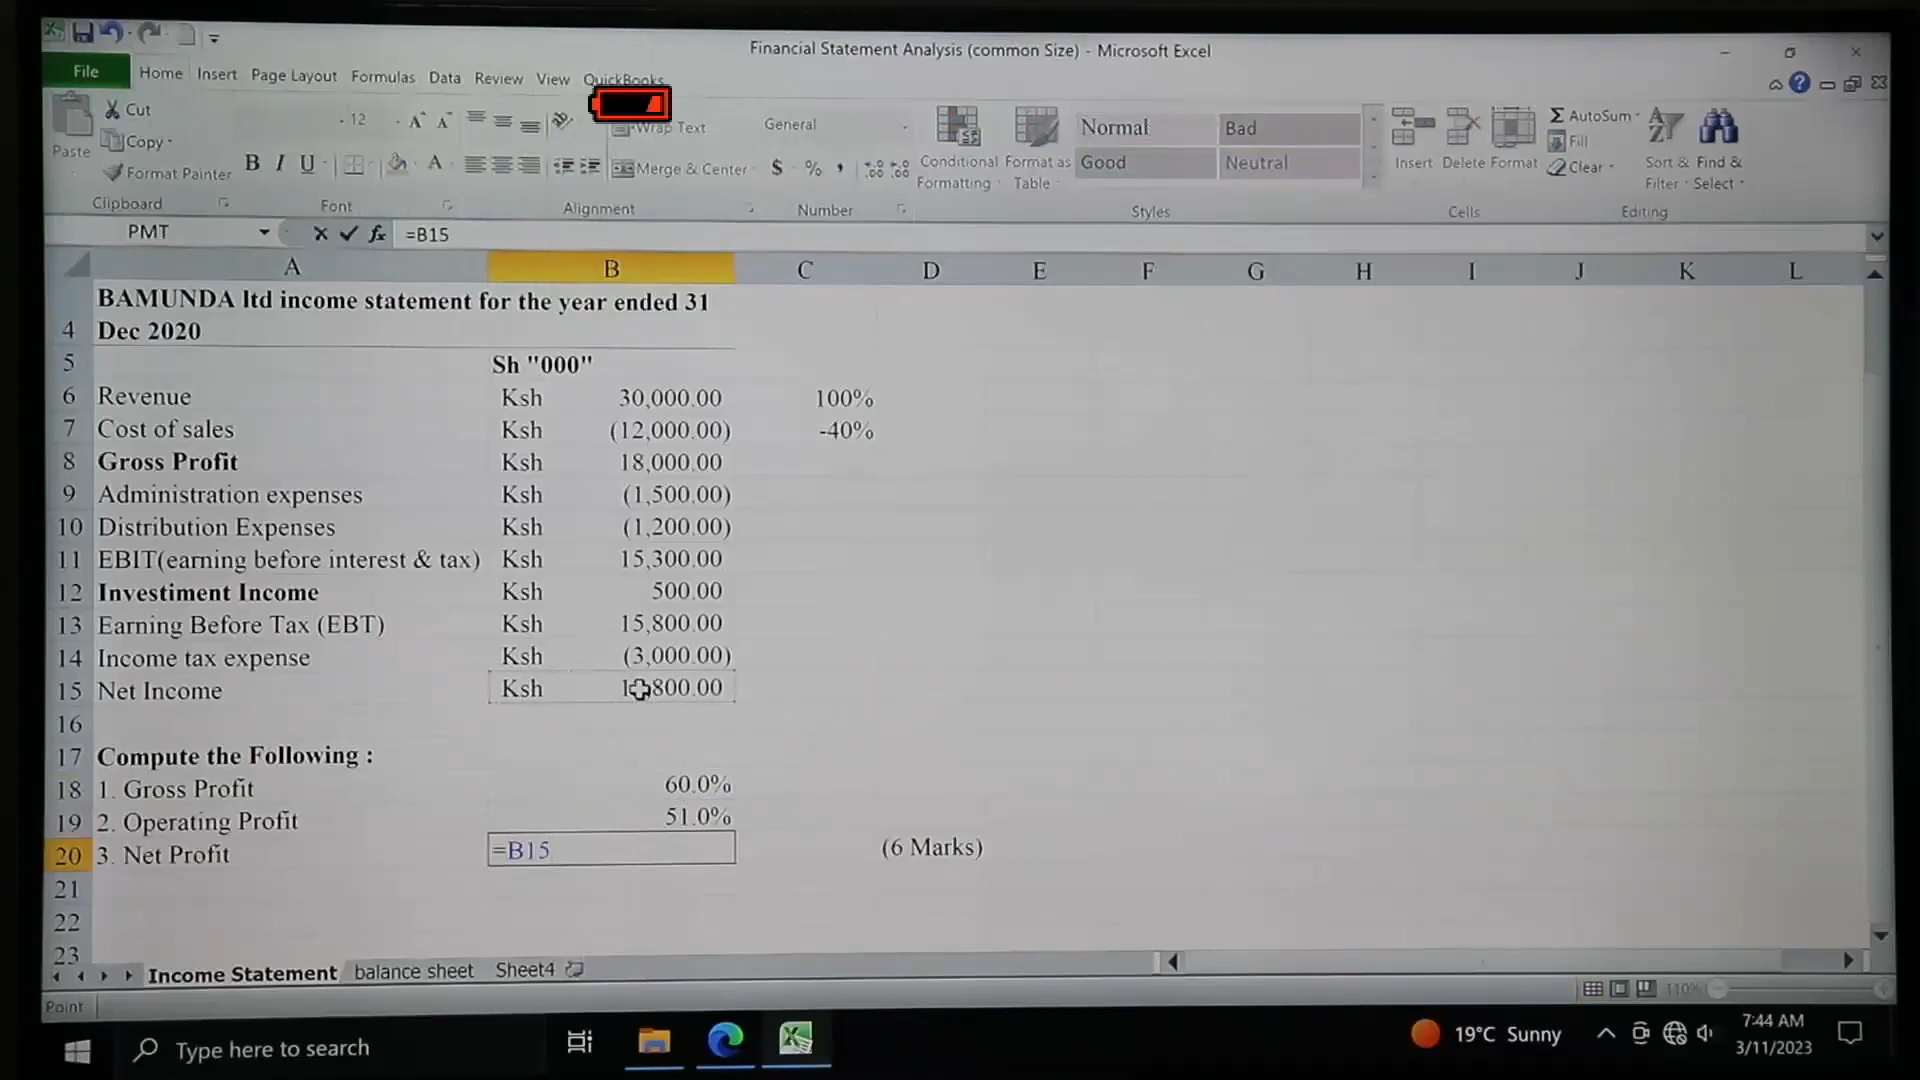 Financial Statement Analysis (common Size) - Microsoft Excel
File Home Insert Page Layout Formulas Data Review View QuickBooks
Cut
Copy
Format Painter
Paste
12
B I U A
Wrap Text
Merge & Center
General
$ % ,
Conditional Formatting
Format as Table
Normal Bad
Good Neutral
Insert Delete Format
AutoSum
Fill
Clear
Sort & Filter
Find & Select
Clipboard Font Alignment Number Styles Cells Editing
PMT =B15
A B C D E F G H I J K L
4 BAMUNDA ltd income statement for the year ended 31
Dec 2020
5 Sh "000"
6 Revenue Ksh 30,000.00 100%
7 Cost of sales Ksh (12,000.00) -40%
8 Gross Profit Ksh 18,000.00
9 Administration expenses Ksh (1,500.00)
10 Distribution Expenses Ksh (1,200.00)
11 EBIT(earning before interest & tax) Ksh 15,300.00
12 Investiment Income Ksh 500.00
13 Earning Before Tax (EBT) Ksh 15,800.00
14 Income tax expense Ksh (3,000.00)
15 Net Income Ksh
16
17 Compute the Following :
18 1. Gross Profit 60.0%
19 2. Operating Profit 51.0%
20 3. Net Profit =B15 (6 Marks)
21
22
23
Income Statement balance sheet Sheet4
Point 110%
Type here to search
19°C Sunny
7:44 AM
3/11/2023